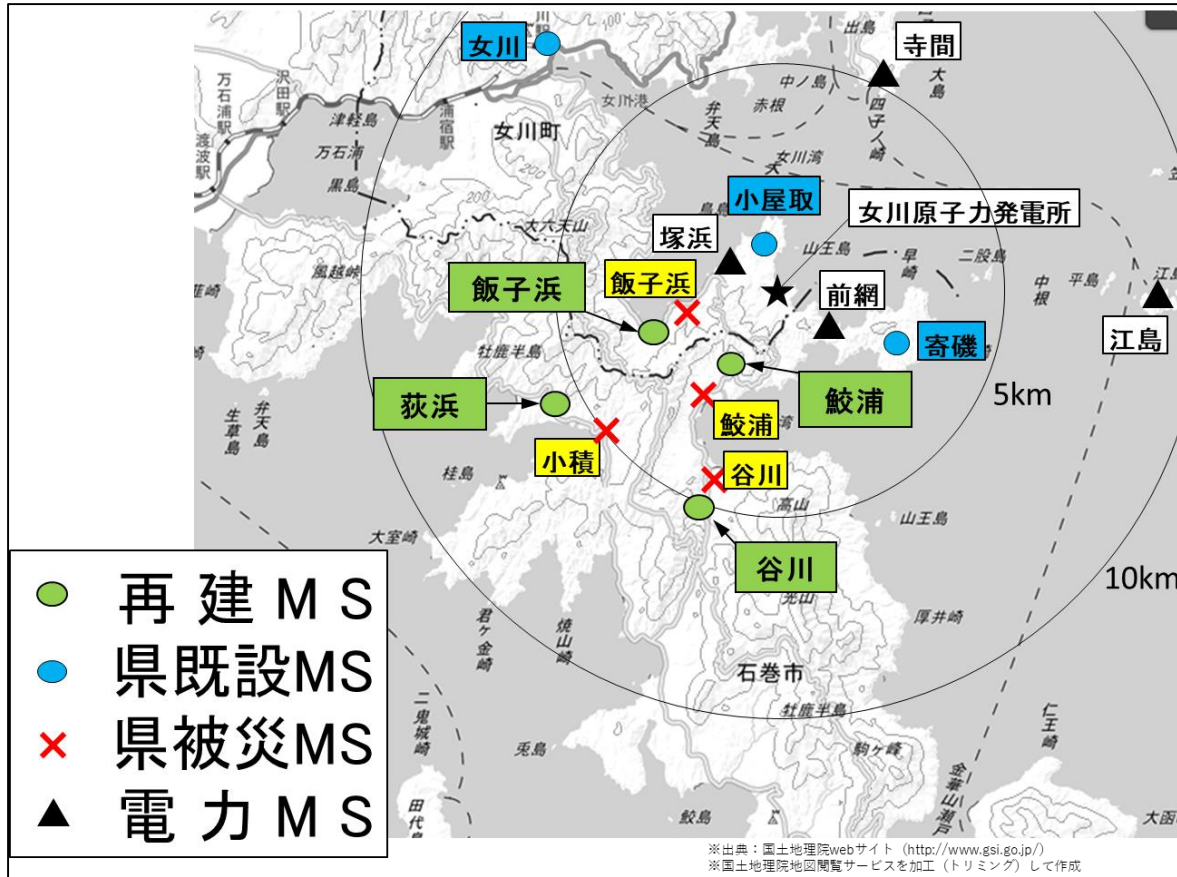 女川
寺間
出島
大島
100
万石浦駅
沢田駅
渡波駅
津軽島
万石浦
黒島
浦宿駅
女川町
女川港
中ノ島
赤根
弁天島
四子ノ崎
女川湾
200
200
大六天山
風越峠
小屋取
塚浜
女川原子力発電所
山王島
早崎
二股島
中根
平島
江島
飯子浜
飯子浜
前網
寄磯
江島
牡鹿半島
荻浜
鮫浦
鮫浦
5km
小積
谷川
生草島
弁天島
桂島
高山
山王島
大室崎
谷川
10km
光山
厚井崎
君ヶ金崎
焼山崎
石巻市
牡鹿半島
二鬼城崎
兎島
駒ヶ峰
仁王崎
金華山瀬戸
田代島
鮫島
大函
再建MS
県既設MS
県被災MS
電力MS
※出典：国土地理院webサイト（http://www.gsi.go.jp/）
※国土地理院地図閲覧サービスを加工（トリミング）して作成